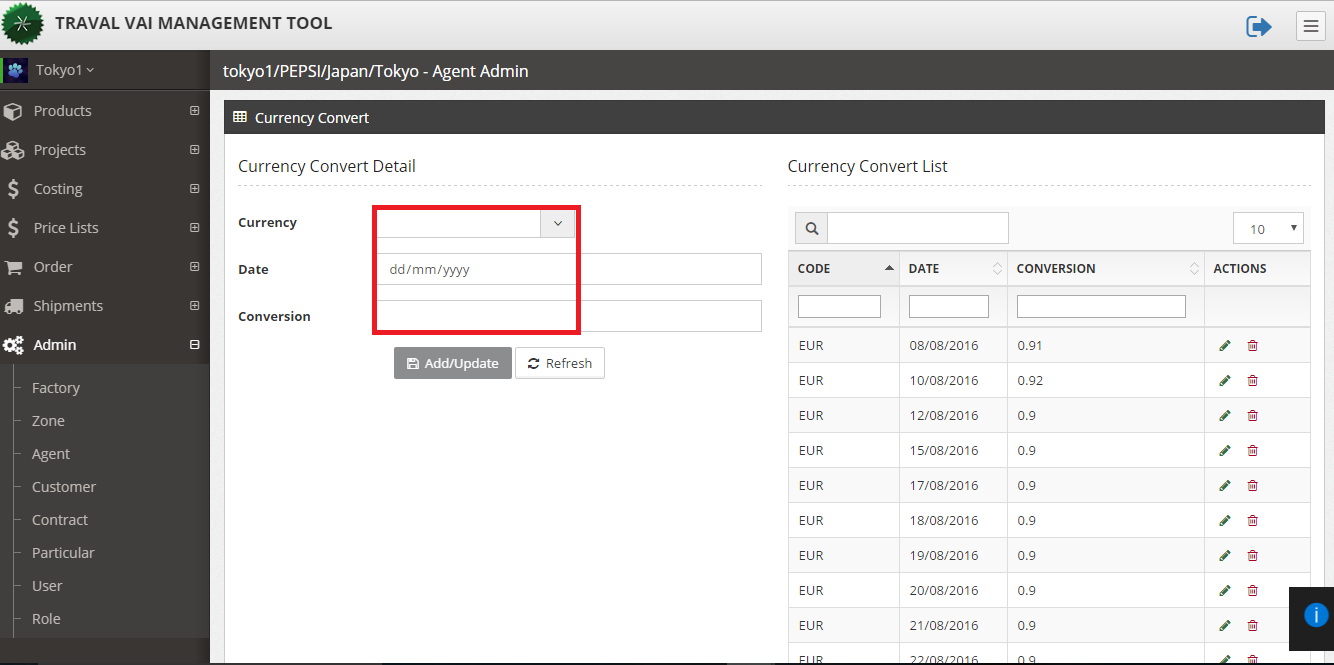 TRAVAL VAI MANAGEMENT TOOL
Tokyo1
tokyo1/PEPSI/Japan/Tokyo - Agent Admin
Products
Projects
Costing
Price Lists
Order
Shipments
Admin
Factory
Zone
Agent
Customer
Contract
Particular
User
Role
Currency Convert
Currency Convert Detail
Currency
Date
dd/mm/yyyy
Conversion
Add/Update
Refresh
Currency Convert List
10
CODE DATE CONVERSION ACTIONS
EUR 08/08/2016 0.91
EUR 10/08/2016 0.92
EUR 12/08/2016 0.9
EUR 15/08/2016 0.9
EUR 17/08/2016 0.9
EUR 18/08/2016 0.9
EUR 19/08/2016 0.9
EUR 20/08/2016 0.9
EUR 21/08/2016 0.9
EUR 22/08/2016 0.9